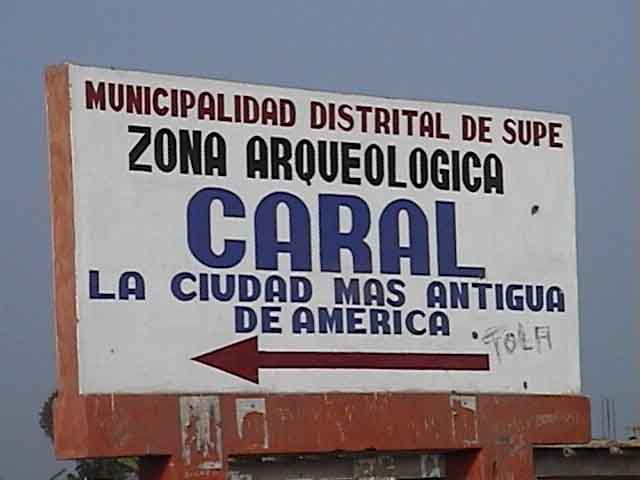 MUNICIPALIDAD DISTRITAL DE SUPE
ZONA ARQUEOLOGICA
CARAL
LA CIUDAD MAS ANTIGUA
DE AMERICA